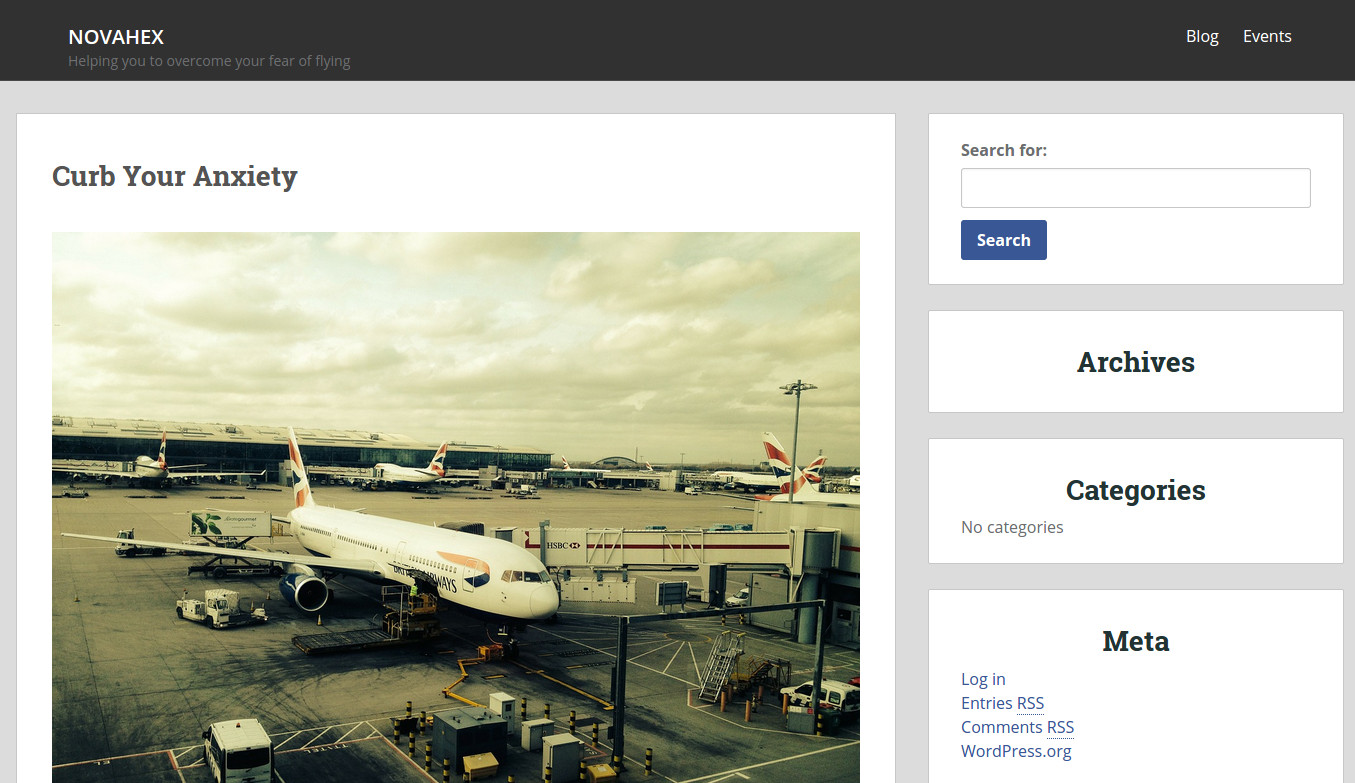 NOVAHEX
Helping you to overcome your fear of flying
Blog
Events
Curb Your Anxiety
HSBC
AIRWAYS
Search for:
Search
Archives
Categories
No categories
Meta
Log in
Entries RSS
Comments RSS
WordPress.org